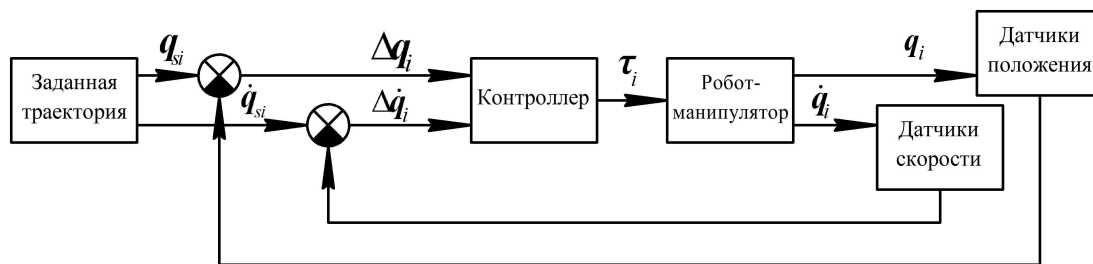 Заданная
траектория
q_si
q̇_si
Δq_i
Δq̇_i
Контроллер
τ_i
Робот-
манипулятор
q_i
q̇_i
Датчики
положения
Датчики
скорости